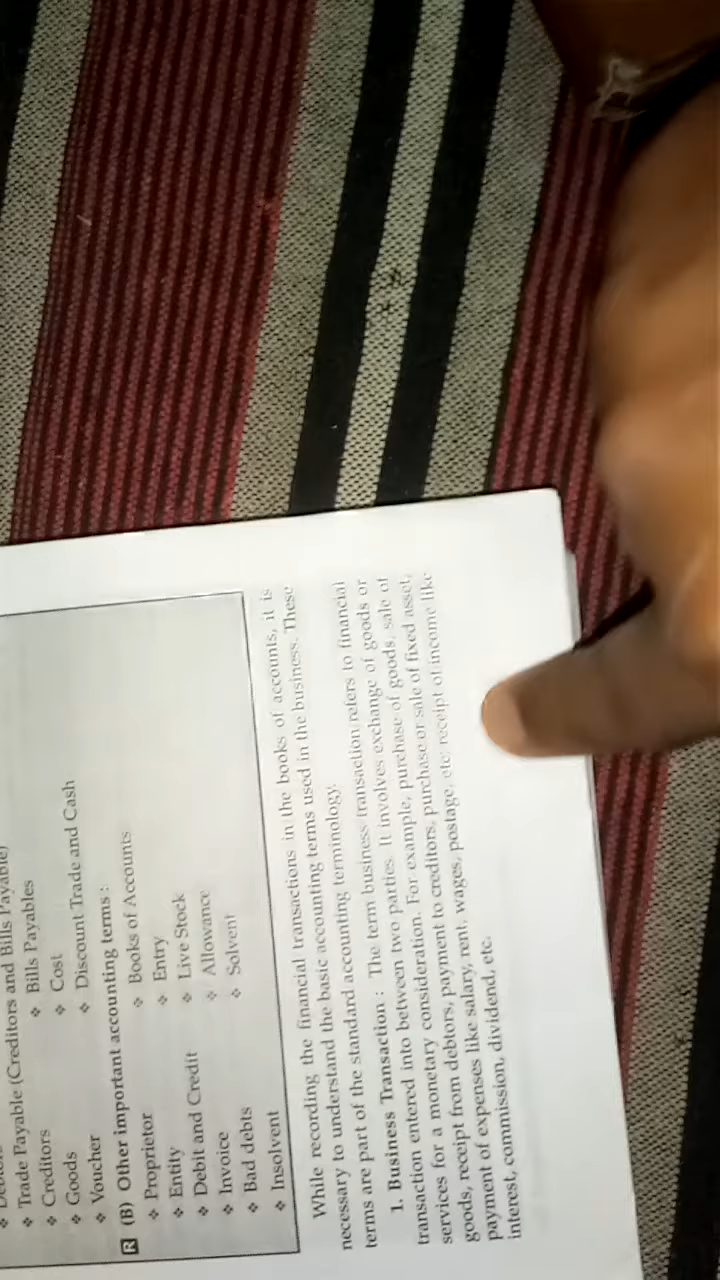 ❖ Trade Payable (Creditors and Bills Payable)
❖ Creditors ❖ Bills Payables
❖ Goods ❖ Cost
❖ Voucher ❖ Discount Trade and Cash
R (B) Other important accounting terms :
❖ Proprietor ❖ Books of Accounts
❖ Entity ❖ Entry
❖ Debit and Credit ❖ Live Stock
❖ Invoice ❖ Allowance
❖ Bad debts ❖ Solvent
❖ Insolvent
While recording the financial transactions in the books of accounts, it is
necessary to understand the basic accounting terms used in the business. These
terms are part of the standard accounting terminology.
1. Business Transaction : The term business transaction refers to financial
transaction entered into between two parties. It involves exchange of goods or
services for a monetary consideration. For example, purchase of goods, sale of
goods, receipt from debtors, payment to creditors, purchase or sale of fixed asset,
payment of expenses like salary, rent, wages, postage, etc; receipt of income like
interest, commission, dividend, etc.